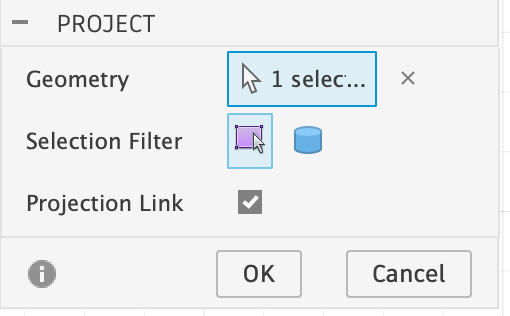 PROJECT
Geometry 1 selec...
Selection Filter
Projection Link
OK Cancel